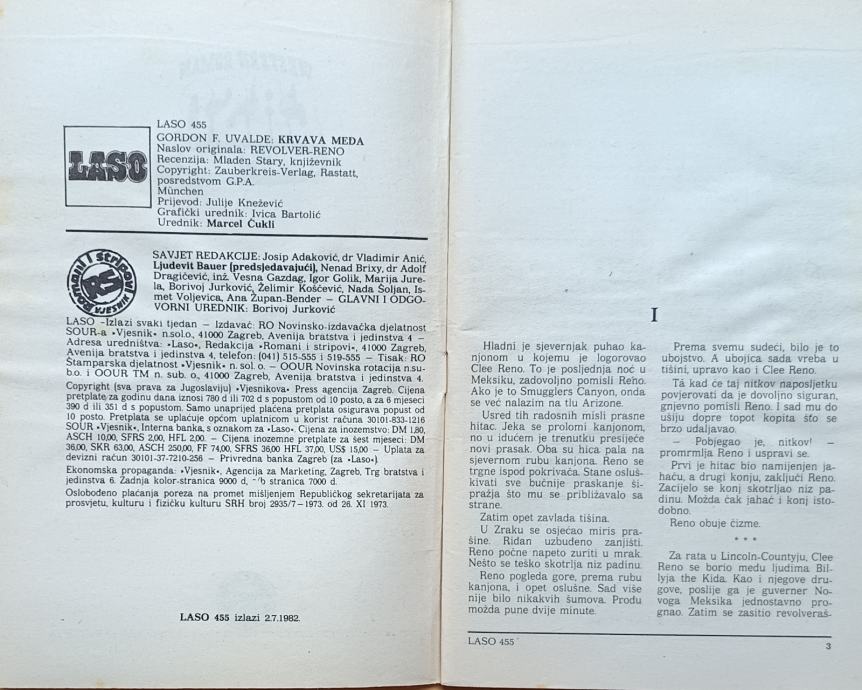 LASO 455
GORDON F. UVALDE: KRVAVA MEĐA
Naslov originala: REVOLVER-RENO
Recenzija: Mladen Stary, književnik
Copyright: Zauberkreis-Verlag, Rastatt,
posredstvom G.P.A.
München
Prijevod: Julije Knežević
Grafički urednik: Ivica Bartolić
Urednik: Marcel Čukli
LASO
romani i stripovi
RS
SAVJET REDAKCIJE: Josip Adaković, dr Vladimir Anić,
Ljudevit Bauer (predsjedavajući), Nenad Brixy, dr Adolf
Dragičević, inž. Vesna Gazdag, Igor Golik, Marija Jure-
la, Borivoj Jurković, Želimir Koščević, Nada Šoljan, Is-
met Voljevica, Ana Župan-Bender – GLAVNI I ODGO-
VORNI UREDNIK: Borivoj Jurković
LASO –Izlazi svaki tjedan – Izdavač: RO Novinsko-izdavačka djelatnost
SOUR-a »Vjesnik« n.sol.o., 41000 Zagreb, Avenija bratstva i jedinstva 4 –
Adresa uredništva: »Laso«, Redakcija »Romani i stripovi«, 41000 Zagreb,
Avenija bratstva i jedinstva 4, telefon: (041) 515-555 i 519-555 – Tisak: RO
Štamparska djelatnost »Vjesnik« n. sol. o. – OOUR Novinska rotacija n.su-
b.o. i OOUR TM n. sub. o., 41000 Zagreb, Avenija bratstva i jedinstva 4.
Copyright (sva prava za Jugoslaviju) »Vjesnikova« Press agencija Zagreb. Cijena
pretplate za godinu dana iznosi 780 d ili 702 d s popustom od 10 posto, a za 6 mjeseci
390 d ili 351 d s popustom. Samo unaprijed plaćena pretplata osigurava popust od
10 posto. Pretplata se uplaćuje općom uplatnicom u korist računa 30101-833-1216
SOUR »Vjesnik«, Interna banka, s oznakom za »Laso«. Cijena za inozemstvo: DM 1,80,
ASCH 10,00, SFRS 2,00, HFL 2,00. – Cijena inozemne pretplate za šest mjeseci: DM
36,00, SKR 63,00, ASCH 250,00, FF 74,00, SFRS 36,00 HFL 37,00, US$ 15,00 – Uplata za
devizni račun 30101-37-7210-256 – Privredna banka Zagreb (za »Laso«)
Ekonomska propaganda: »Vjesnik«, Agencija za Marketing, Zagreb, Trg bratstva i
jedinstva 6. Zadnja kolor-stranica 9000 d, /b stranica 7000 d.
Oslobođeno plaćanja poreza na promet mišljenjem Republičkog sekretarijata za
prosvjetu, kulturu i fizičku kulturu SRH broj 2935/7–1973. od 26. XI 1973.
LASO 455 izlazi 2.7.1982.
I
Hladni je sjevernjak puhao ka-
njonom u kojemu je logorovao
Clee Reno. To je posljednja noć u
Meksiku, zadovoljno pomisli Reno.
Ako je to Smugglers Canyon, onda
se već nalazim na tlu Arizone.
Usred tih radosnih misli prasne
hitac. Jeka se prolomi kanjonom,
no u idućem je trenutku presiječe
novi prasak. Oba su hica pala na
sjevernom rubu kanjona. Reno se
trgne ispod pokrivača. Stane osluš-
kivati sve bučnije praskanje ši-
pražja što mu se približavalo sa
strane.
Zatim opet zavlada tišina.
U Zraku se osjećao miris pra-
šine. Riđan uzbuđeno zanjišti.
Reno počne napeto zuriti u mrak.
Nešto se teško skotrlja niz padinu.
Reno pogleda gore, prema rubu
kanjona, i opet oslušne. Sad više
nije bilo nikakvih šumova. Prođu
možda pune dvije minute.
Prema svemu sudeći, bilo je to
ubojstvo. A ubojica sada vreba u
tišini, upravo kao i Clee Reno.
Ta kad će taj nitkov naposljetku
povjerovati da je dovoljno siguran,
gnjevno pomisli Reno. I sad mu do
ušiju dopre topot kopita što se
brzo udaljavao.
— Pobjegao je, nitkov! –
promrmlja Reno i uspravi se.
Prvi je hitac bio namijenjen ja-
haču, a drugi konju, zaključi Reno.
Zacijelo se konj skotrljao niz pa-
dinu. Možda čak jahač i konj isto-
dobno.
Reno obuje čizme.
* * *
Za rata u Lincoln-Countyju, Clee
Reno se borio među ljudima Bil-
lyja the Kida. Kao i njegove dru-
gove, poslije ga je guverner No-
voga Meksika jednostavno pro-
gnao. Zatim se zasitio revolveraš-
LASO 455
3